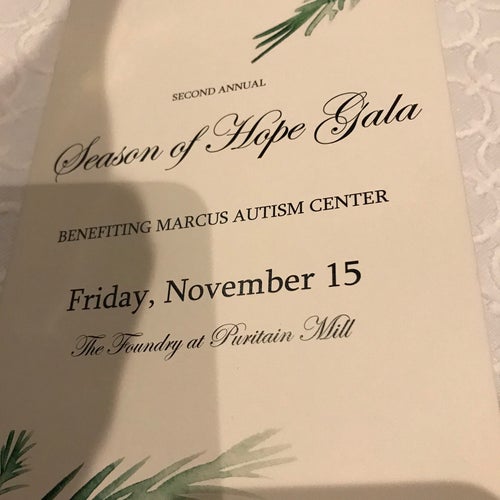 SECOND ANNUAL
Season of Hope Gala
BENEFITING MARCUS AUTISM CENTER
Friday, November 15
The Foundry at Puritain Mill